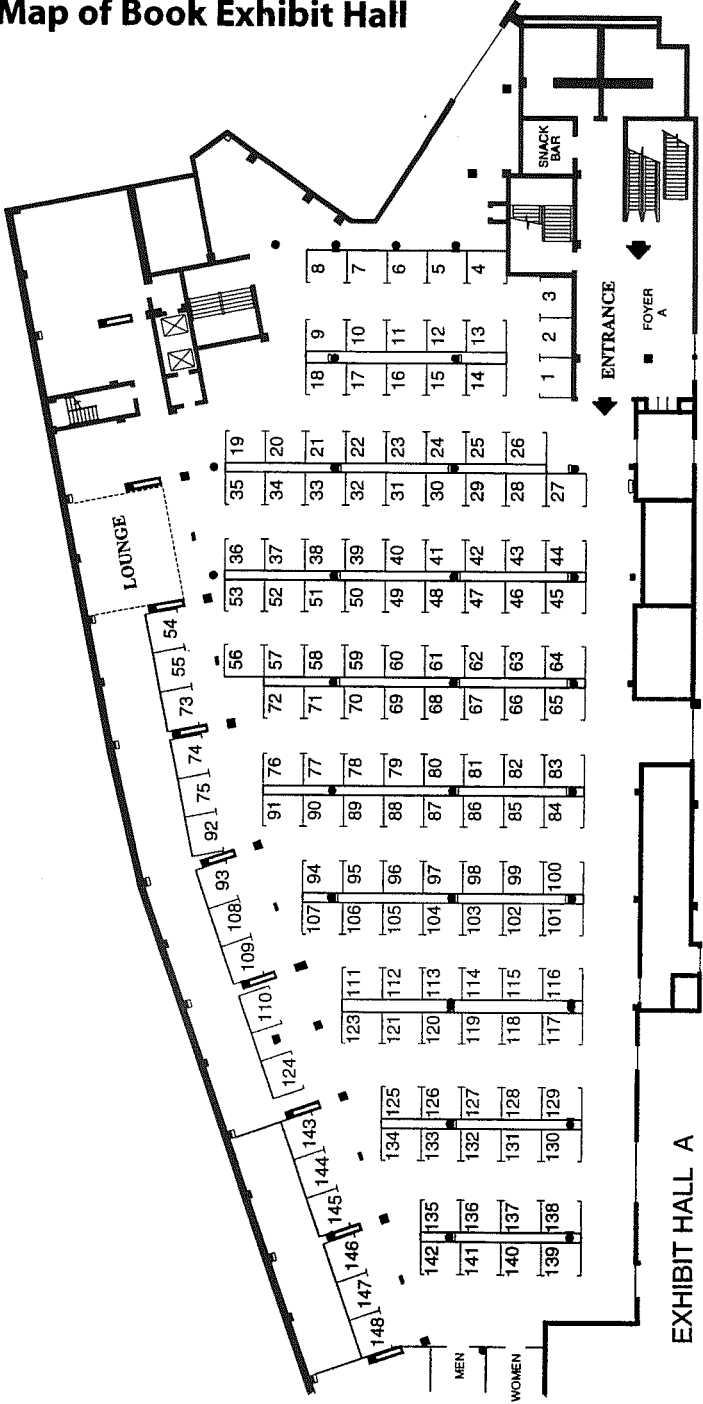 Map of Book Exhibit Hall
SNACK
BAR
ENTRANCE
FOYER
A
LOUNGE
8 7 6 5 4
3
2
1
9 10 11 12 13
18 17 16 15 14
19 20 21 22 23 24 25 26
35 34 33 32 31 30 29 28 27
36 37 38 39 40 41 42 43 44
53 52 51 50 49 48 47 46 45
54
55
73
56 57 58 59 60 61 62 63 64
72 71 70 69 68 67 66 65
74
75
92
76 77 78 79 80 81 82 83
91 90 89 88 87 86 85 84
93
108
109
94 95 96 97 98 99 100
107 106 105 104 103 102 101
110
124
111 112 113 114 115 116
123 121 120 119 118 117
125 126 127 128 129
134 133 132 131 130
143
144
145
135 136 137 138
142 141 140 139
146
147
148
MEN
WOMEN
EXHIBIT HALL A